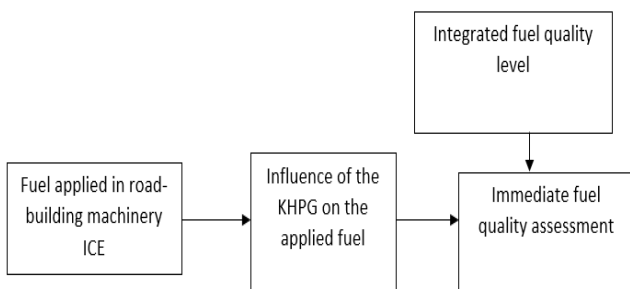 Integrated fuel quality
level
Fuel applied in road-
building machinery
ICE
Influence of the
KHPG on the
applied fuel
Immediate fuel
quality assessment